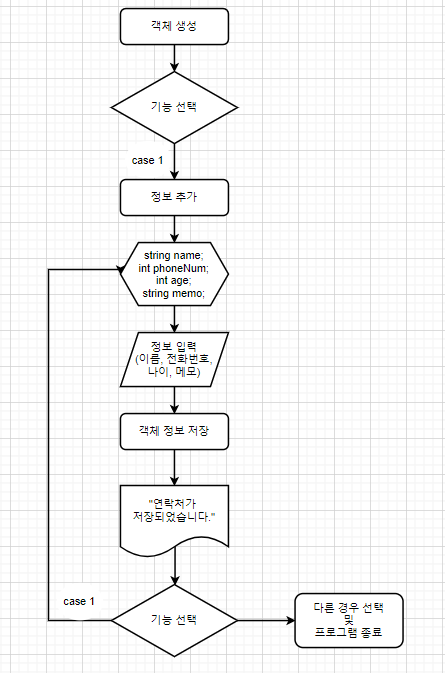 객체 생성
기능 선택
case 1
정보 추가
string name;
int phoneNum;
int age;
string memo;
정보 입력
(이름, 전화번호,
나이, 메모)
객체 정보 저장
"연락처가
저장되었습니다."
기능 선택
case 1
다른 경우 선택
및
프로그램 종료